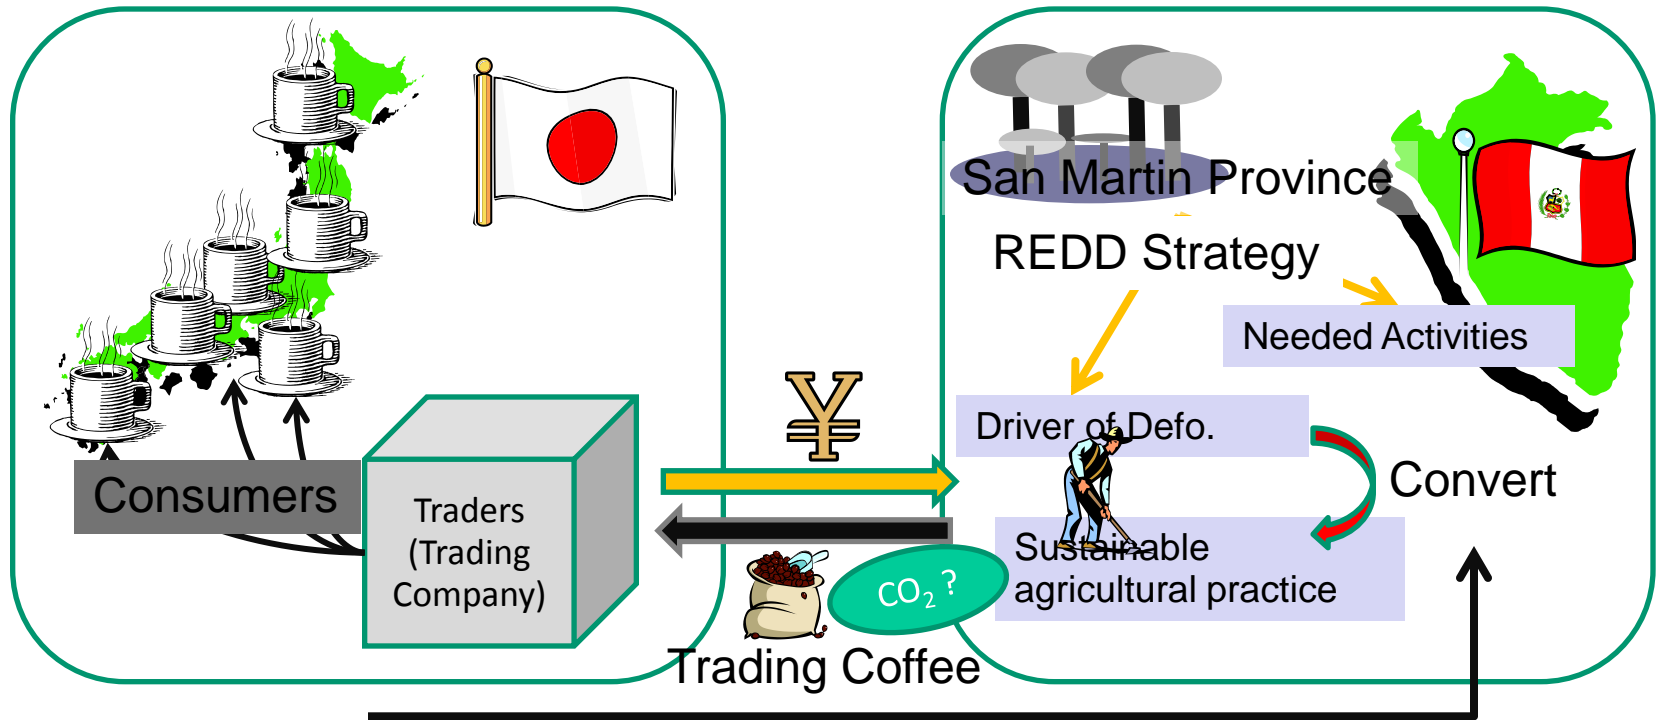 San Martin Province
REDD Strategy
Needed Activities
Driver of Defo.
Convert
Sustainable
agricultural practice
¥
Consumers
Traders
(Trading
Company)
CO₂ ?
Trading Coffee